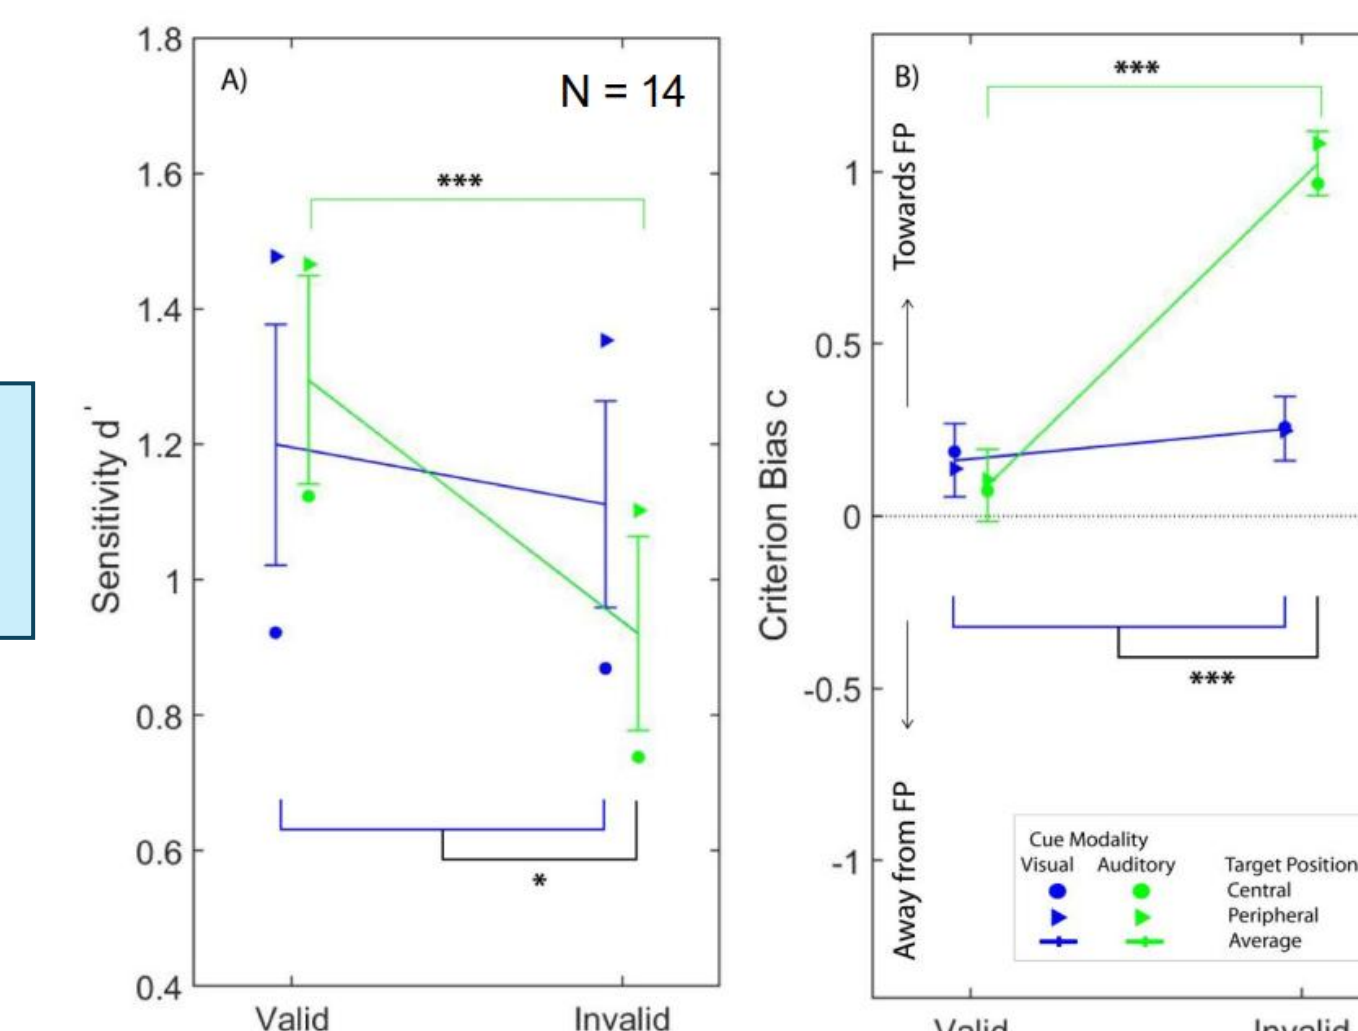 A)
N = 14
***
1.8
1.6
1.4
1.2
1
0.8
0.6
0.4
Sensitivity d'
*
Valid
Invalid
B)
***
Towards FP
1
0.5
0
-0.5
-1
Criterion Bias c
***
Away from FP
Cue Modality
Visual Auditory Target Position
Central
Peripheral
Average
Valid
Invalid